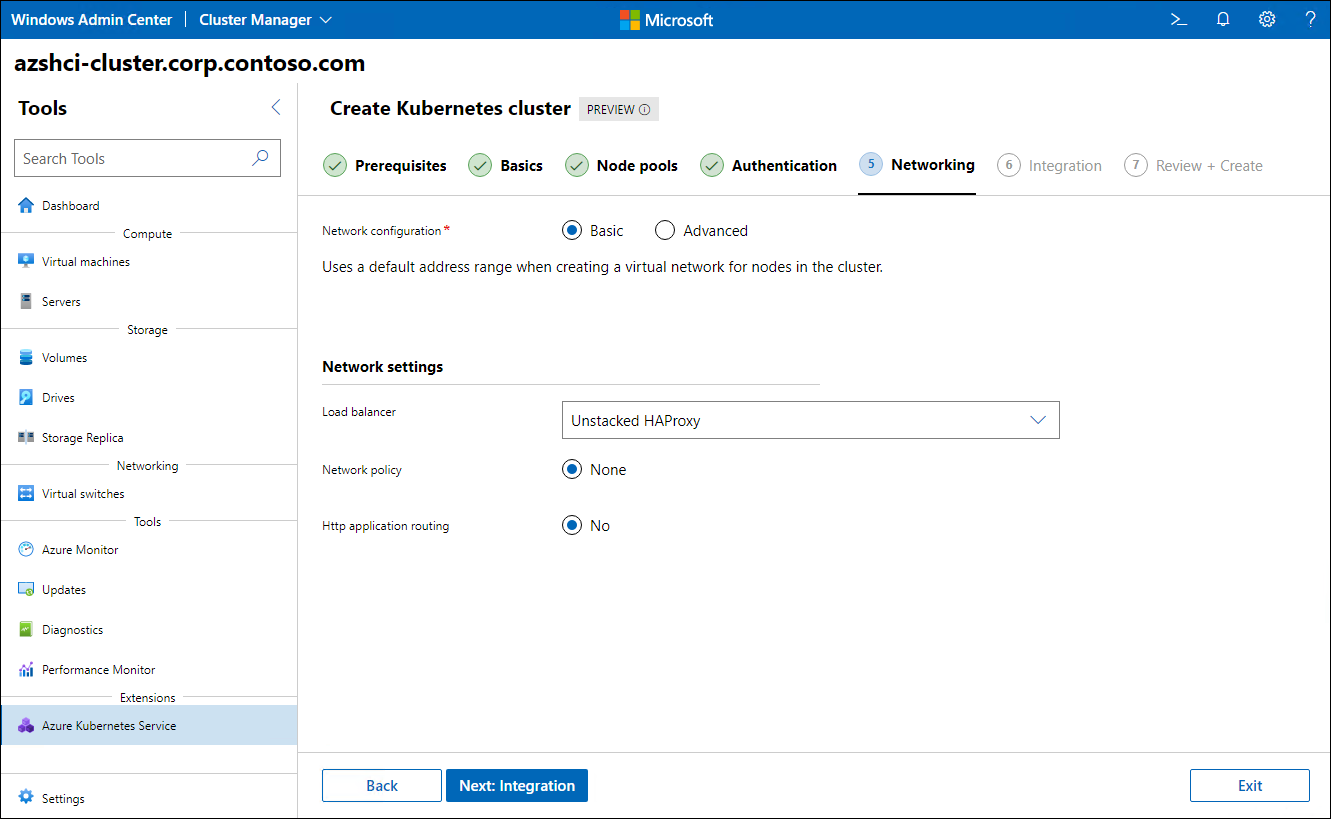 Windows Admin Center Cluster Manager Microsoft ?
azshci-cluster.corp.contoso.com
Tools
Search Tools
Dashboard
Compute
Virtual machines
Servers
Storage
Volumes
Drives
Storage Replica
Networking
Virtual switches
Tools
Azure Monitor
Updates
Diagnostics
Performance Monitor
Extensions
Azure Kubernetes Service
Settings
Create Kubernetes cluster PREVIEW
Prerequisites Basics Node pools Authentication 5 Networking 6 Integration 7 Review + Create
Network configuration* Basic Advanced
Uses a default address range when creating a virtual network for nodes in the cluster.
Network settings
Load balancer Unstacked HAProxy
Network policy None
Http application routing No
Back Next: Integration Exit